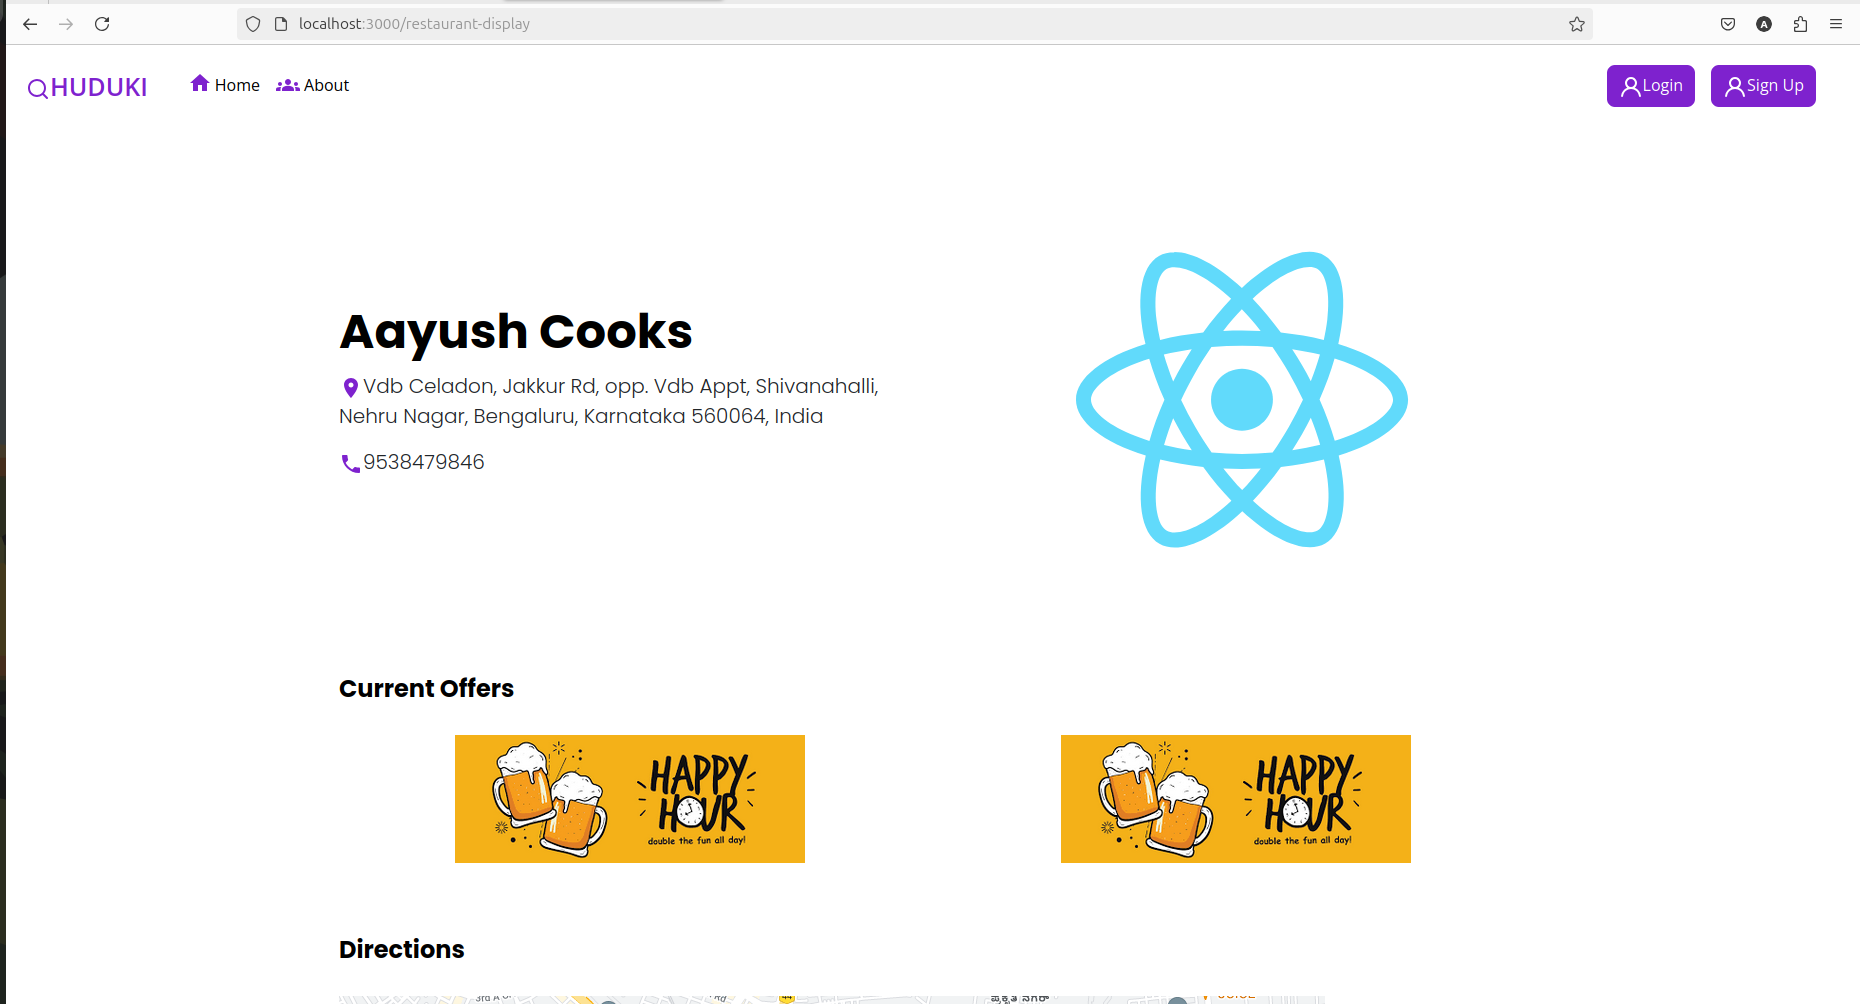 localhost:3000/restaurant-display
HUDUKI
Home
About
Login
Sign Up
Aayush Cooks
Vdb Celadon, Jakkur Rd, opp. Vdb Appt, Shivanahalli,
Nehru Nagar, Bengaluru, Karnataka 560064, India
9538479846
Current Offers
HAPPY
HOUR
double the fun all day!
HAPPY
HOUR
double the fun all day!
Directions
44